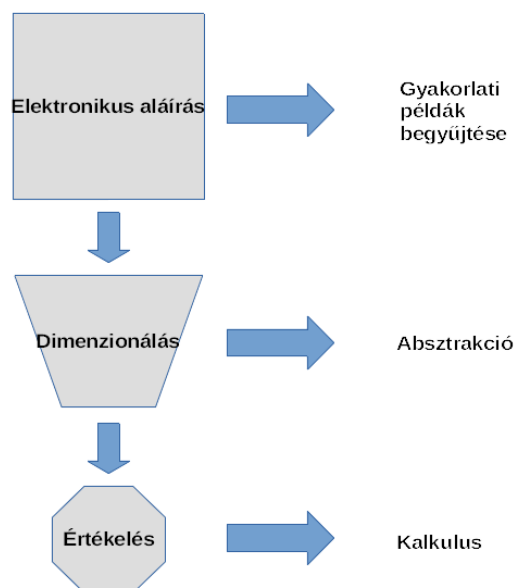 Elektronikus aláírás
Gyakorlati
példák
begyűjtése
Dimenzionálás
Absztrakció
Értékelés
Kalkulus